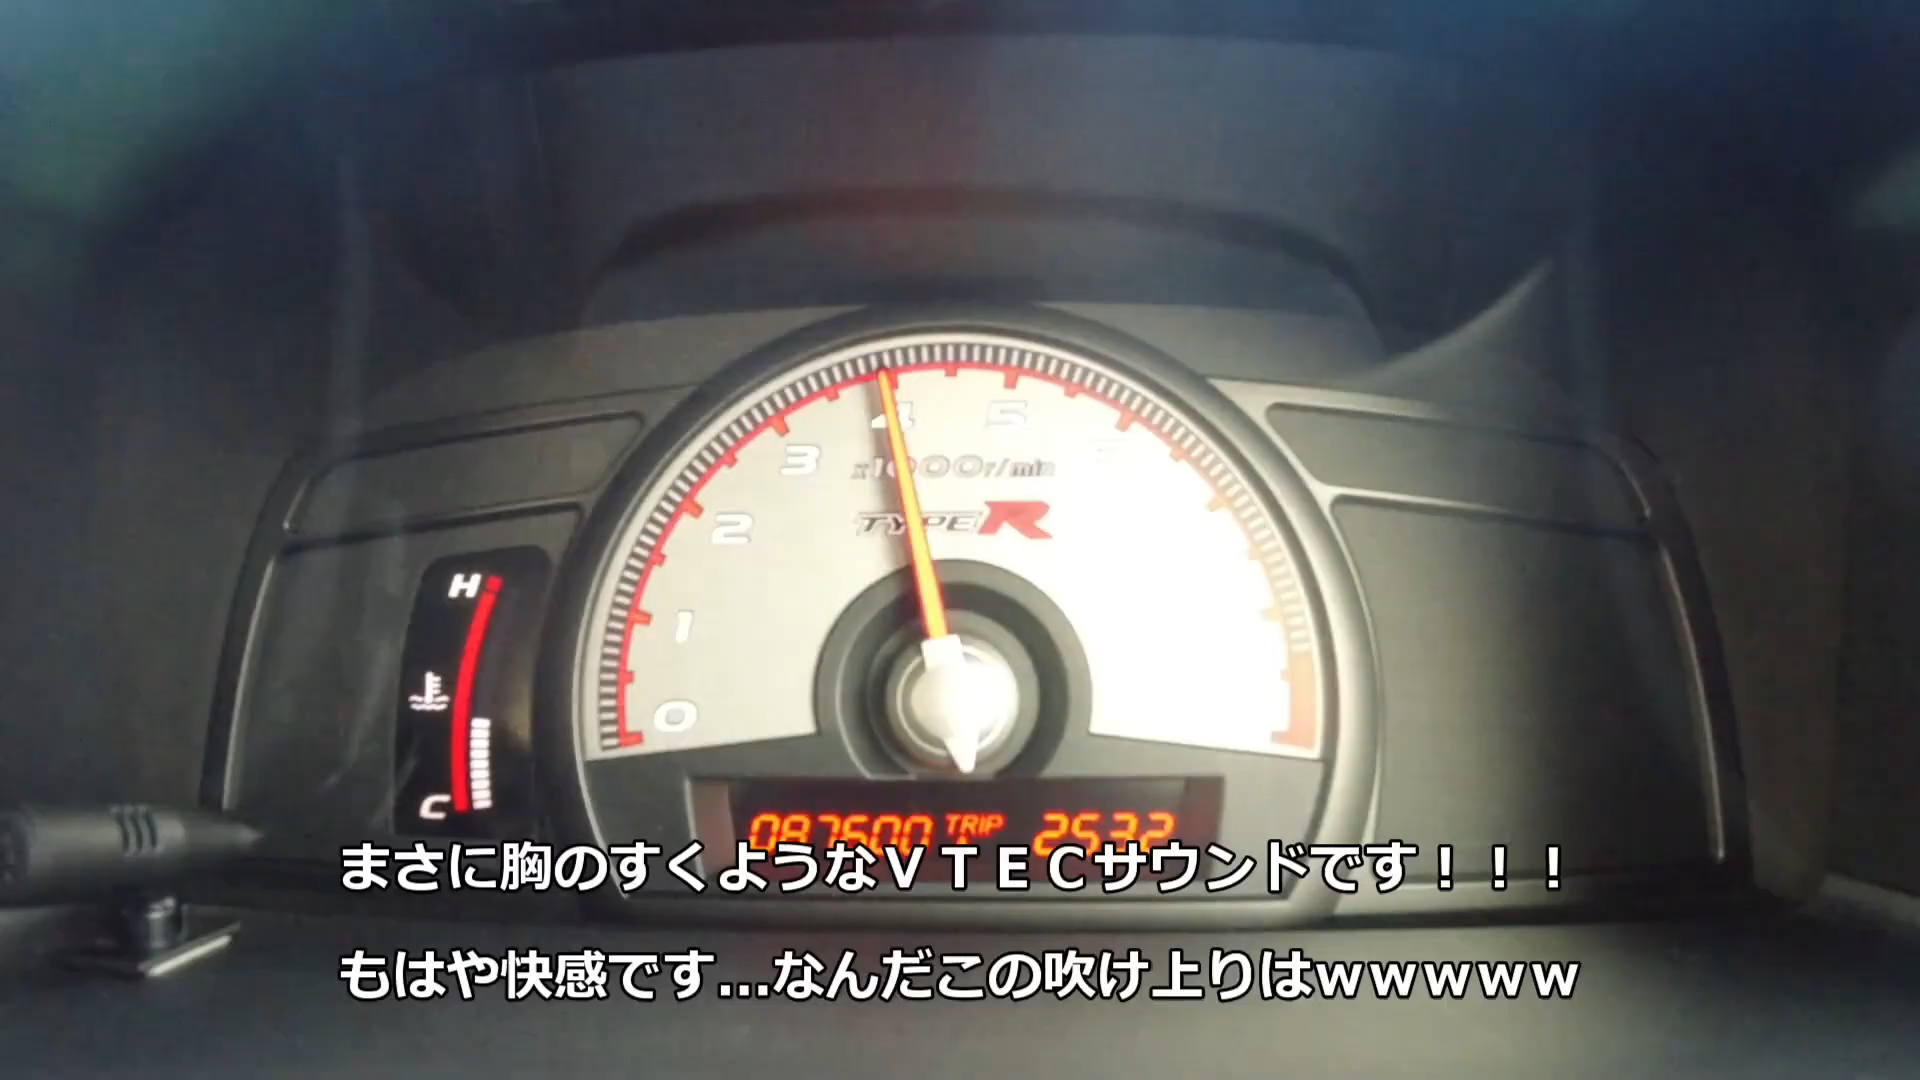 4
5
3
x1000r/min
2
TYPE R
H
1
0
C
087600 TRIP A 2532
まさに胸のすくようなＶＴＥＣサウンドです！！！
もはや快感です...なんだこの吹け上りはｗｗｗｗｗ